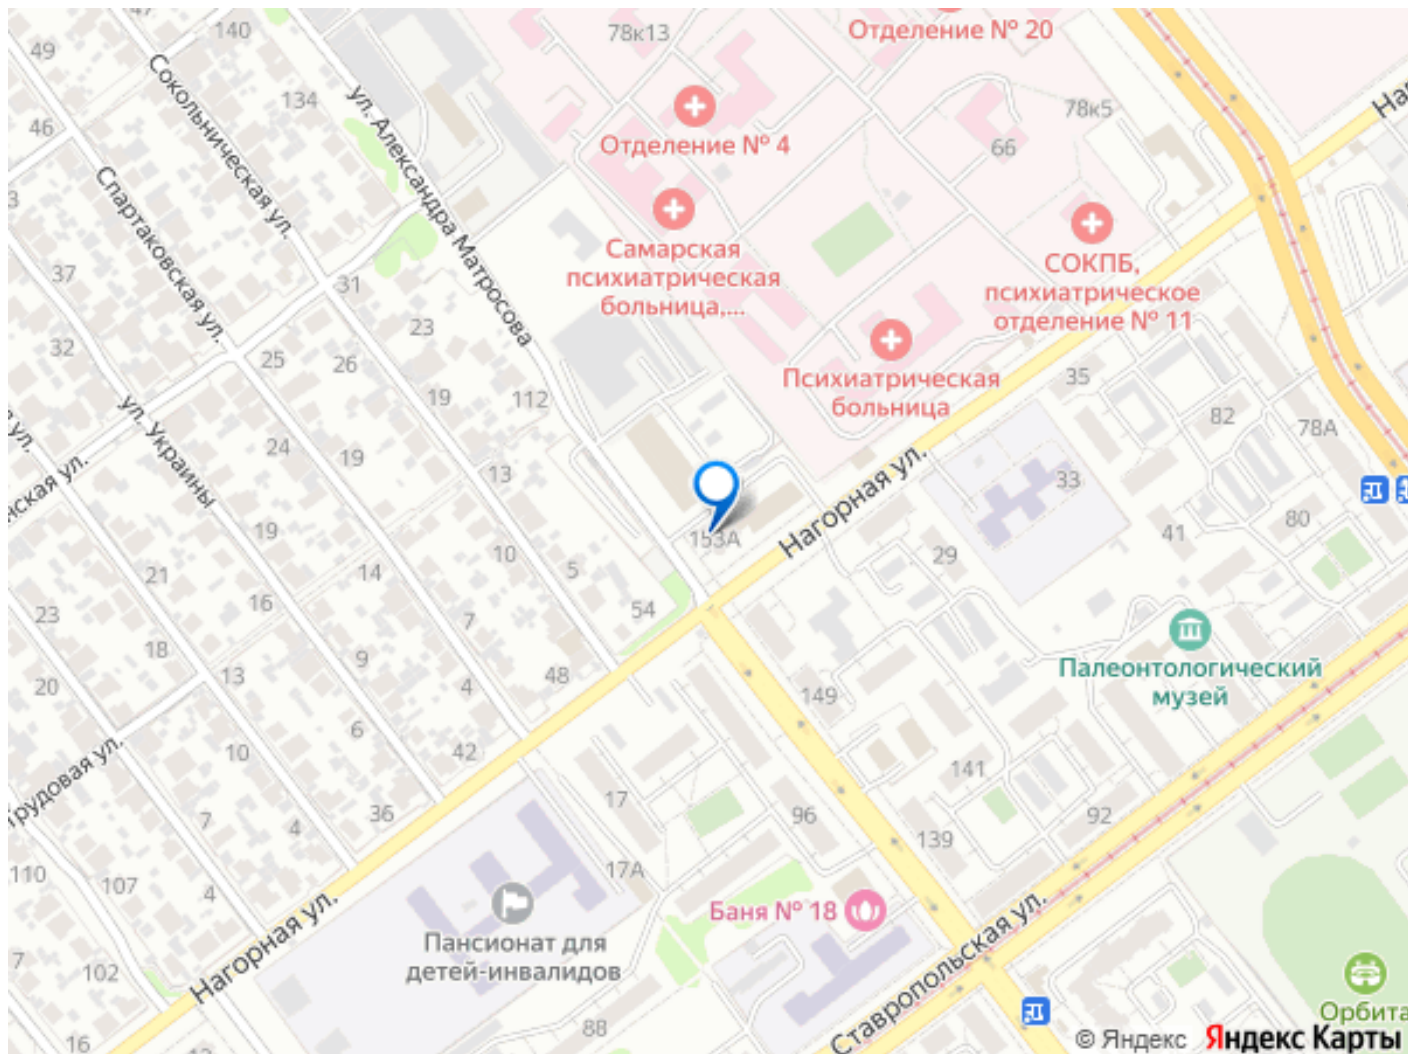 140
78к13
Отделение № 20
49
Сокольническая ул.
134
ул. Александра Матросова
78к5
46
Отделение № 4
66
Спартаковская ул.
Самарская
психиатрическая
больница,...
СОКПБ,
психиатрическое
отделение № 11
37
31
23
32
25
26
19
112
Психиатрическая
больница
35
82
78А
ул. Украины
24
19
13
33
Нагорная ул.
19
153А
41
80
29
10
5
21
14
16
54
23
7
18
9
13
4
48
20
149
Палеонтологический
музей
6
10
42
Трудовая ул.
141
17
96
92
36
7
4
139
17А
110
107
4
Баня № 18
Нагорная ул.
Пансионат для
детей-инвалидов
Ставропольская ул.
7
102
88
16
Орбита
© Яндекс Яндекс Карты